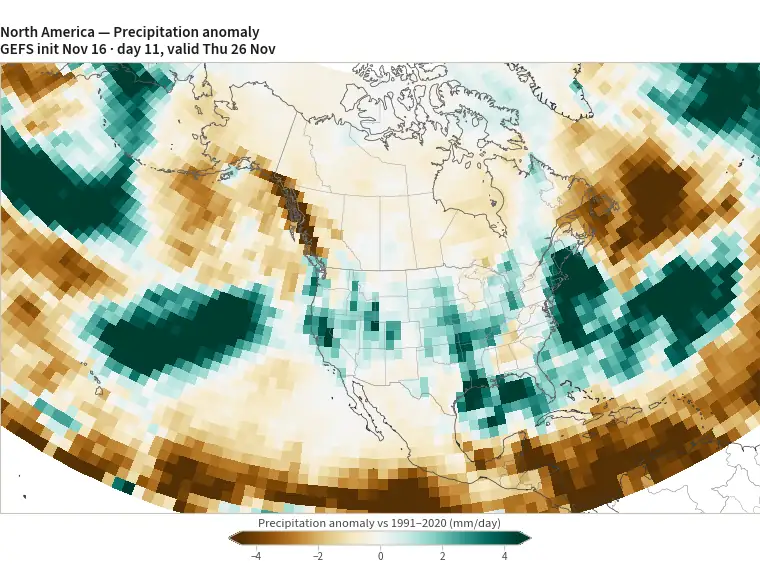 North America — Precipitation anomaly
GEFS init Nov 16 · day 11, valid Thu 26 Nov
Precipitation anomaly vs 1991–2020 (mm/day)
−4 −2 0 2 4